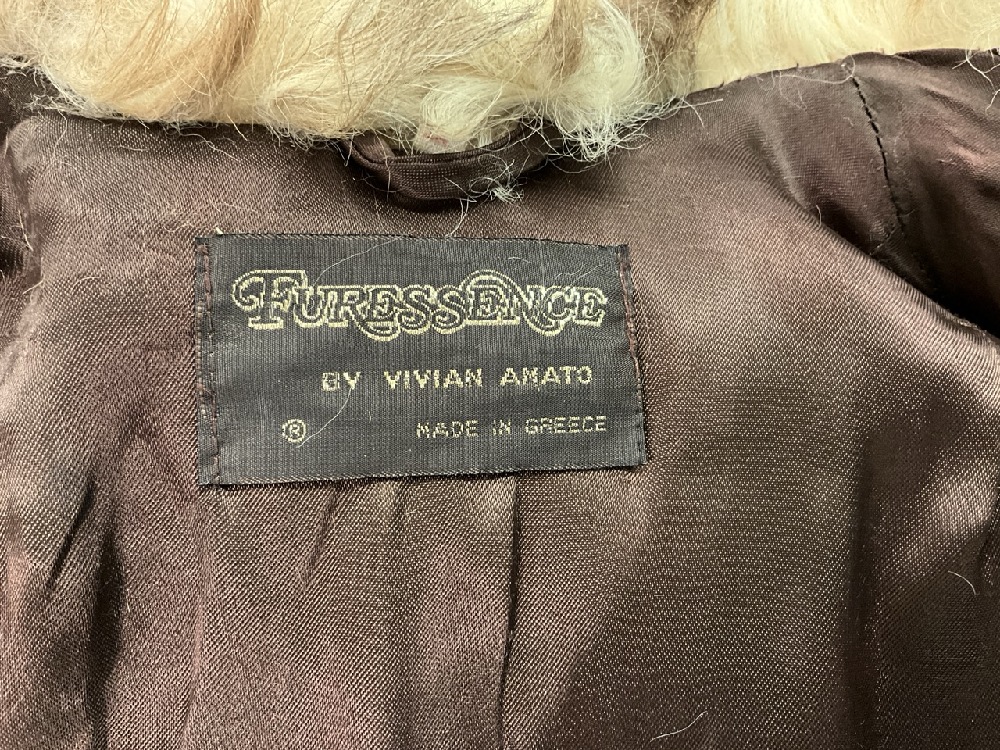 FURESSENCE
BY VIVIAN AMATO
® MADE IN GREECE